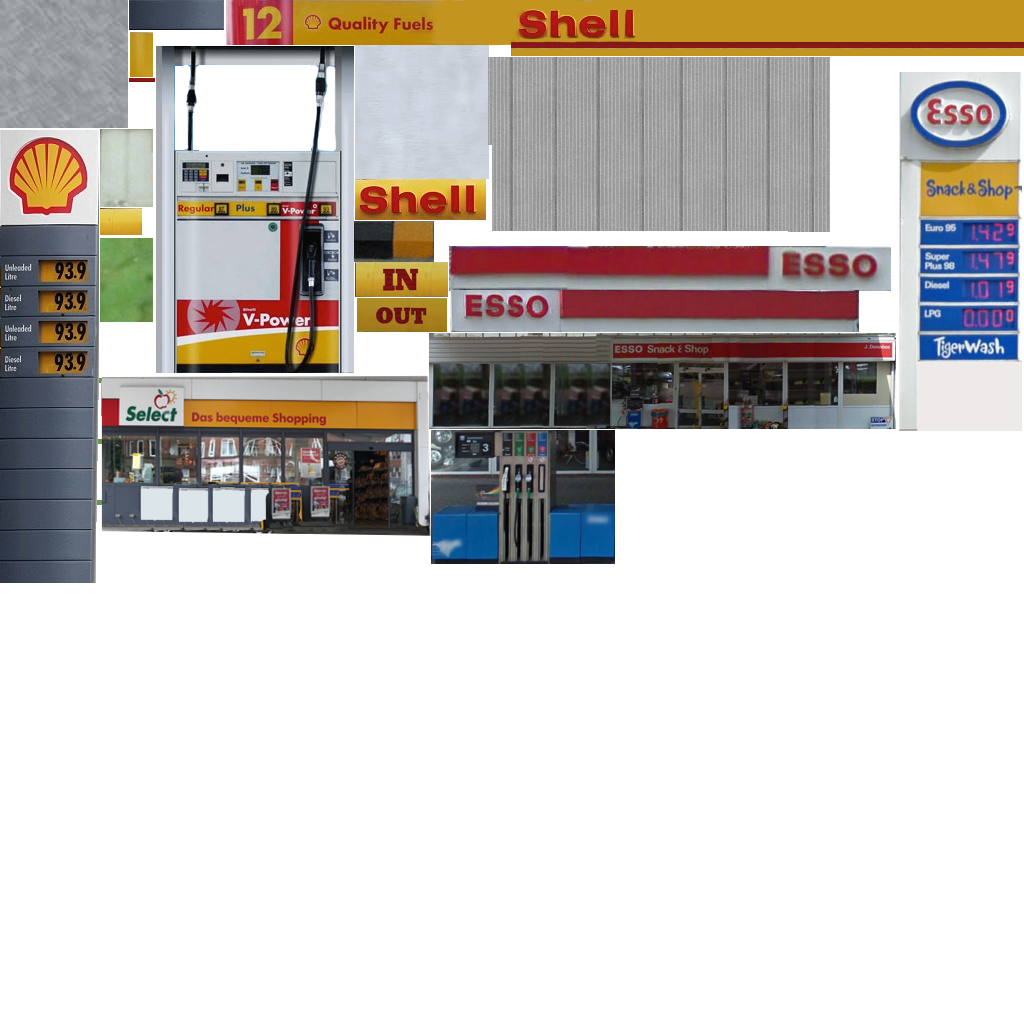 12 Quality Fuels
Shell
Esso
Snack & Shop
Euro 95 1.429
Super Plus 98 1.479
Diesel 1.019
LPG 0.000
TigerWash
Unleaded Litre 93.9
Diesel Litre 93.9
Unleaded Litre 93.9
Diesel Litre 93.9
Regular Plus V-Power
V-Power
Shell
IN
OUT
ESSO
ESSO
ESSO Snack & Shop
Select Das bequeme Shopping
3